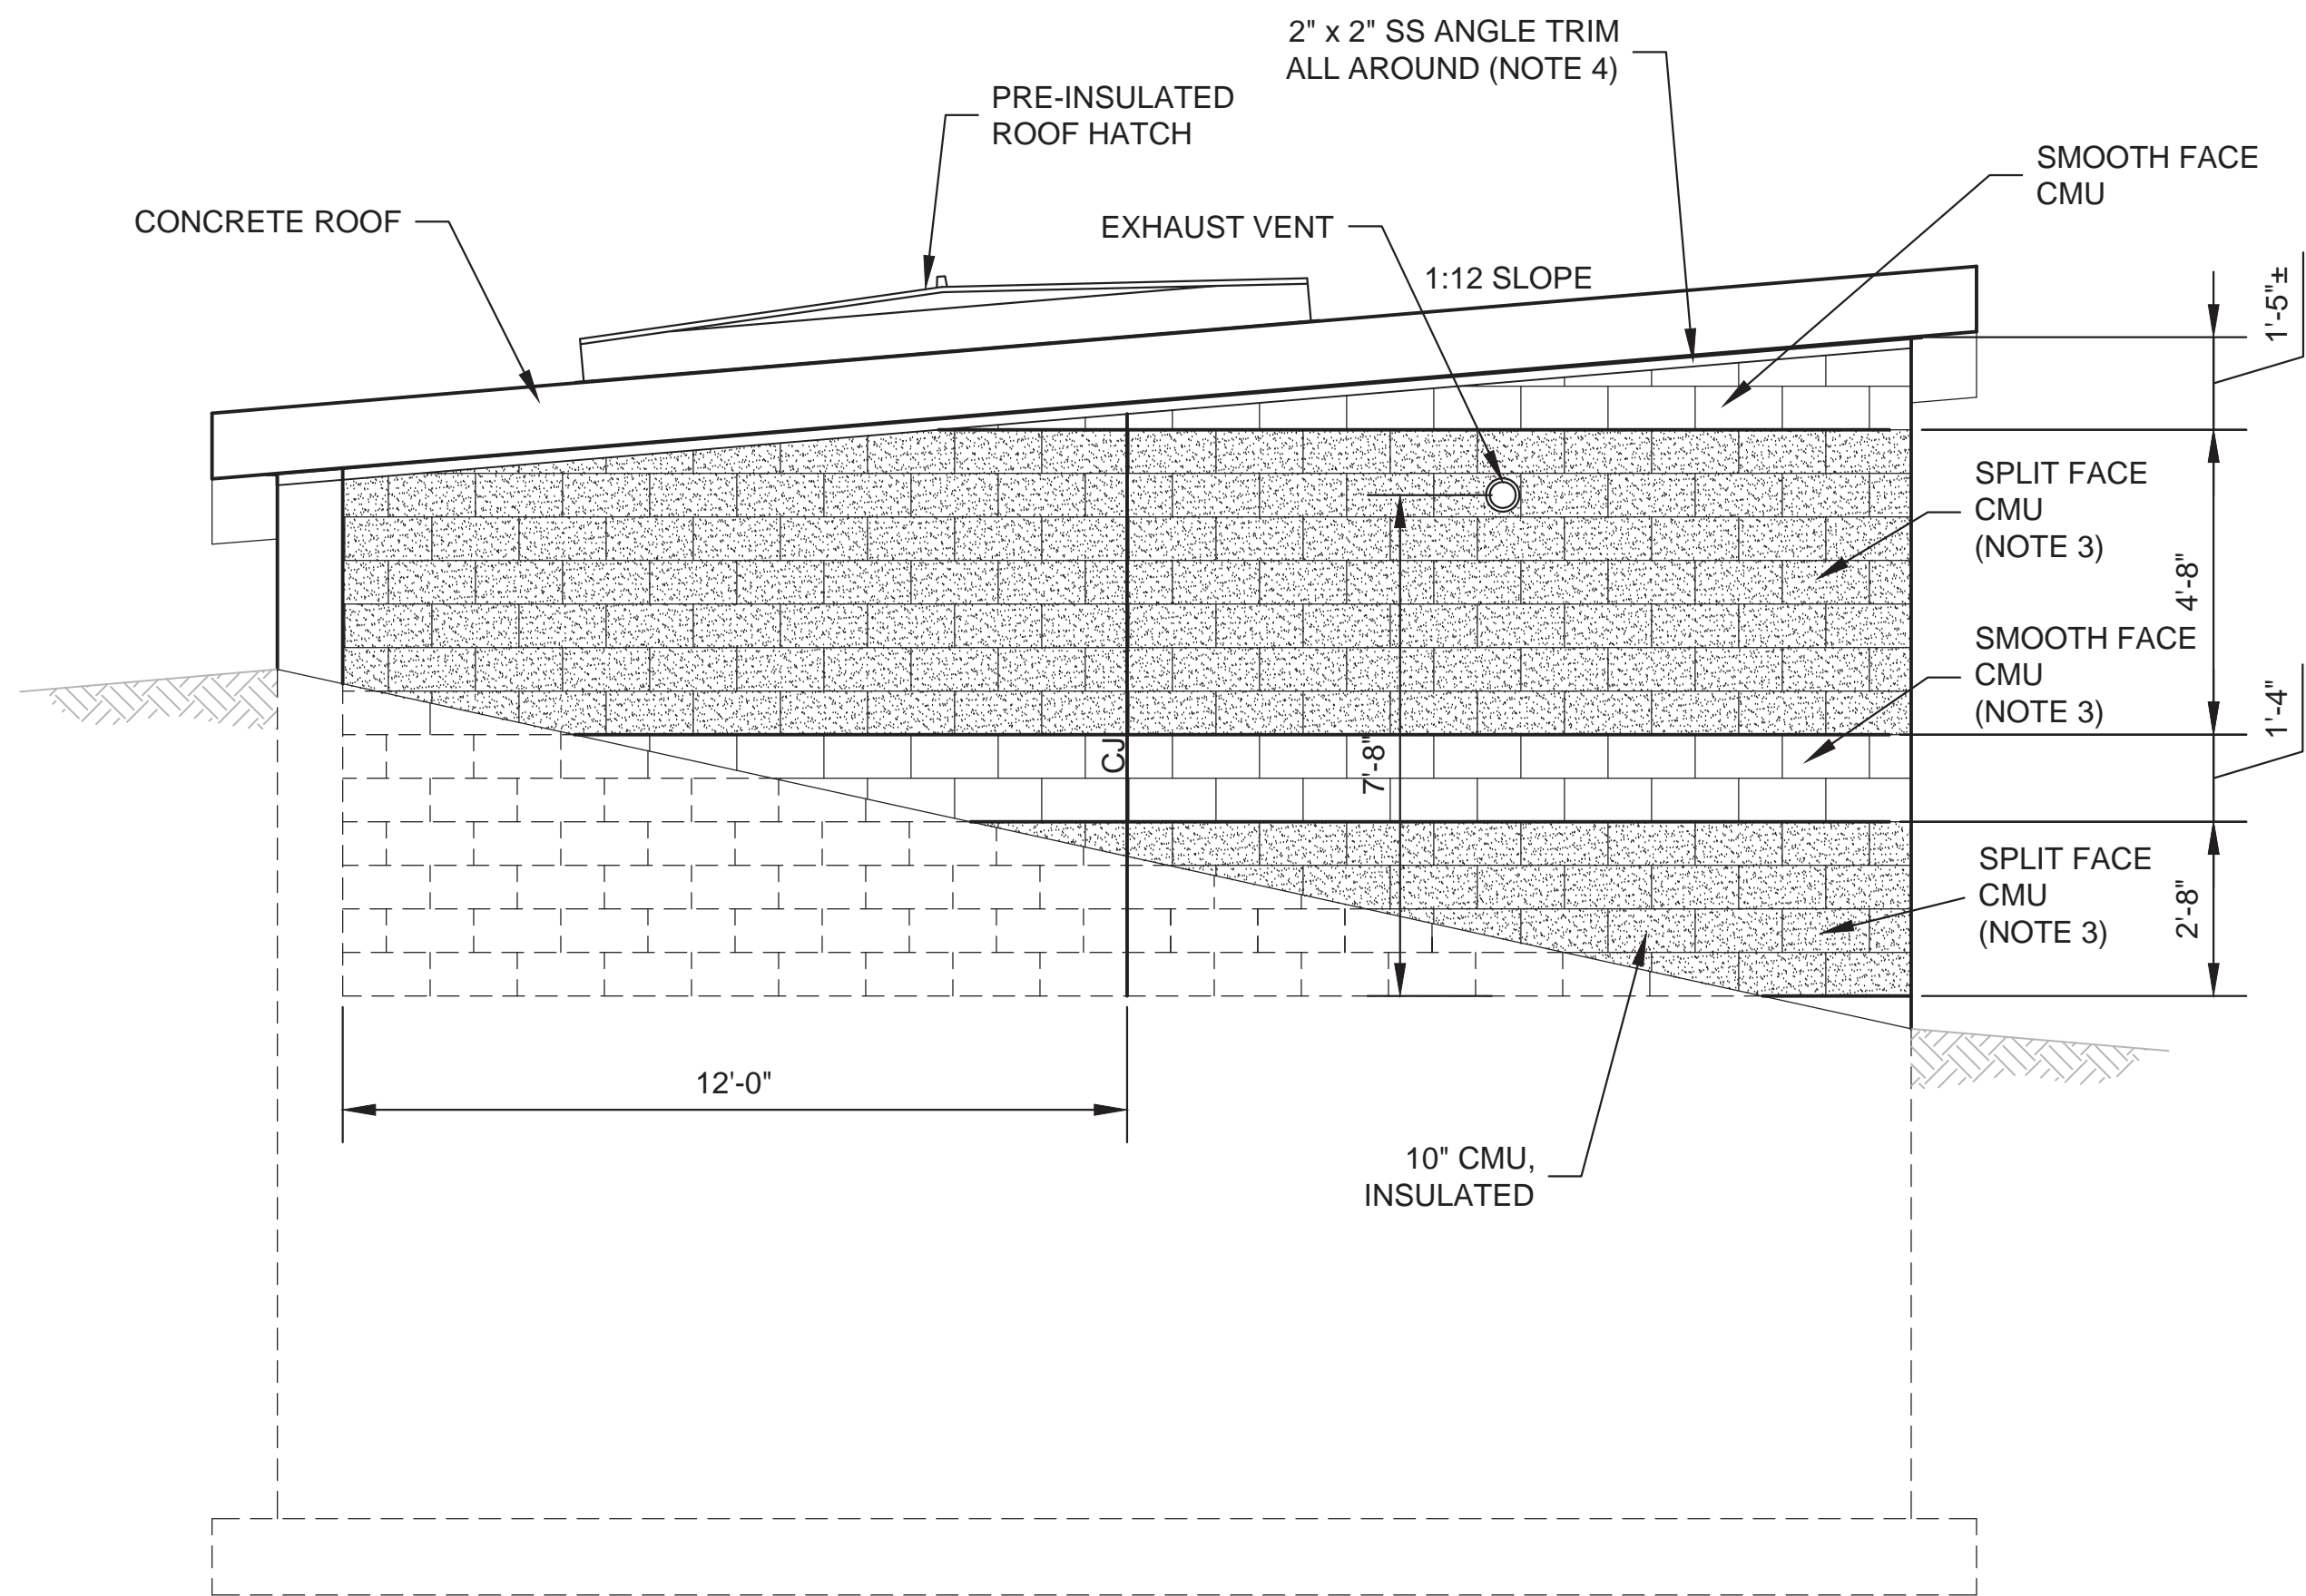 2" x 2" SS ANGLE TRIM
ALL AROUND (NOTE 4)
PRE-INSULATED
ROOF HATCH
SMOOTH FACE
CMU
CONCRETE ROOF
EXHAUST VENT
1:12 SLOPE
1'-5"±
SPLIT FACE
CMU
(NOTE 3)
4'-8"
SMOOTH FACE
CMU
(NOTE 3)
1'-4"
CJ
7'-8"
SPLIT FACE
CMU
(NOTE 3)
2'-8"
12'-0"
10" CMU,
INSULATED